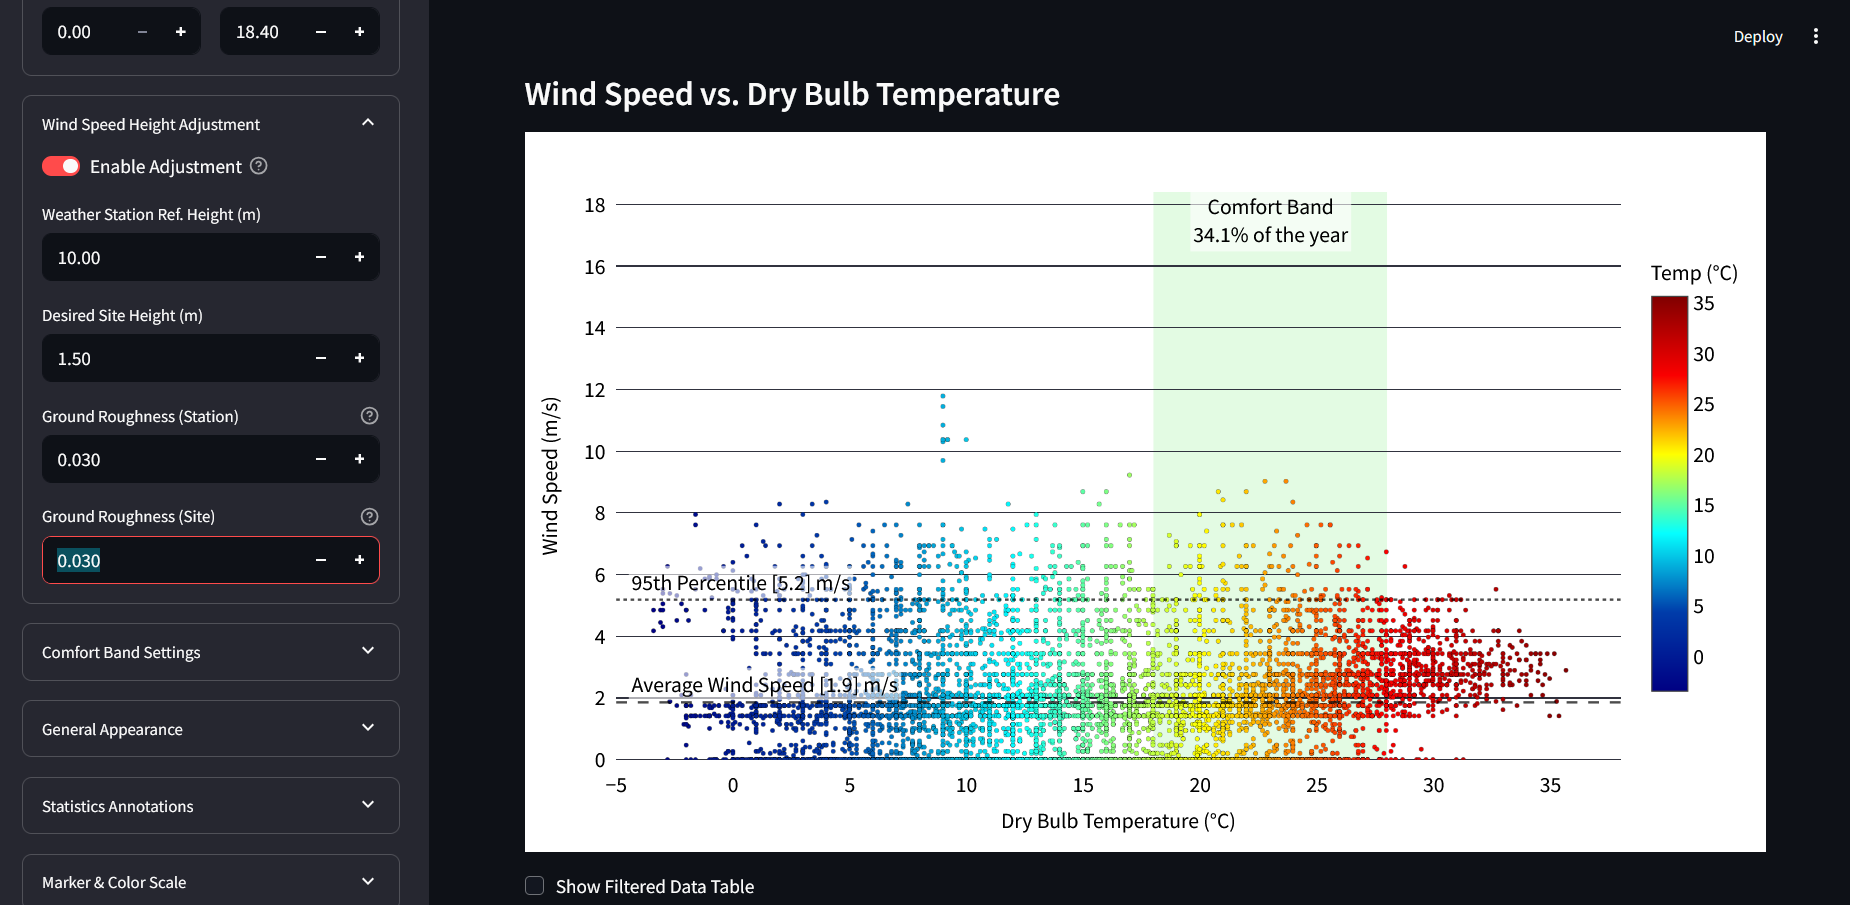 0.00
18.40
Wind Speed Height Adjustment
Enable Adjustment
Weather Station Ref. Height (m)
10.00
Desired Site Height (m)
1.50
Ground Roughness (Station)
0.030
Ground Roughness (Site)
0.030
Comfort Band Settings
General Appearance
Statistics Annotations
Marker & Color Scale
Deploy
Wind Speed vs. Dry Bulb Temperature
Comfort Band
34.1% of the year
18
16
14
12
10
8
6
4
2
0
Wind Speed (m/s)
95th Percentile [5.2] m/s
Average Wind Speed [1.9] m/s
−5
0
5
10
15
20
25
30
35
Dry Bulb Temperature (°C)
Temp (°C)
35
30
25
20
15
10
5
0
Show Filtered Data Table